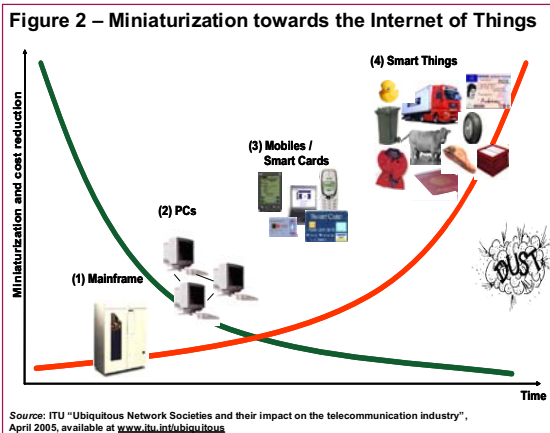 Figure 2 – Miniaturization towards the Internet of Things
Miniaturization and cost reduction
(4) Smart Things
(3) Mobiles /
Smart Cards
SMART CARD
(2) PCs
(1) Mainframe
DUST
Time
Source: ITU "Ubiquitous Network Societies and their impact on the telecommunication industry",
April 2005, available at www.itu.int/ubiquitous